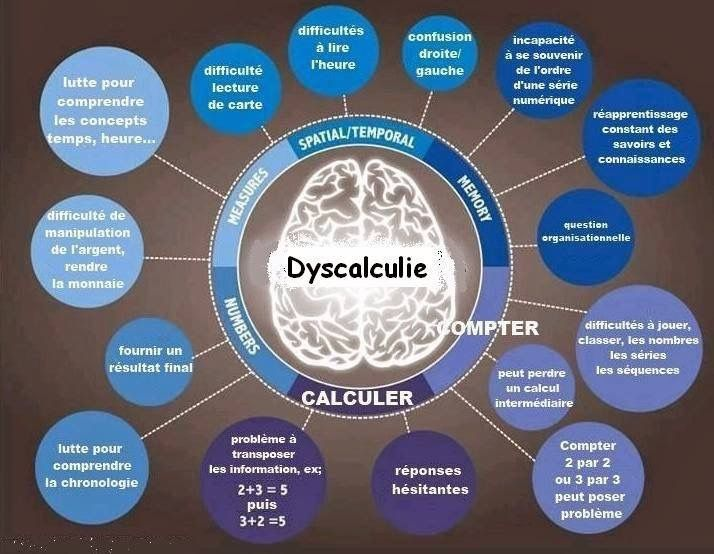 difficultés
à lire
l'heure
confusion
droite/
gauche
incapacité
à se souvenir
de l'ordre
d'une série
numérique
difficulté
lecture
de carte
lutte pour
comprendre
les concepts
temps, heure...
réapprentissage
constant des
savoirs et
connaissances
SPATIAL/TEMPORAL
MEASURES
MEMORY
difficulté de
manipulation
de l'argent,
rendre
la monnaie
question
organisationnelle
Dyscalculie
NUMBERS
COMPTER
difficultés à jouer,
classer, les nombres
les séries
les séquences
fournir un
résultat final
peut perdre
un calcul
intermédiaire
CALCULER
lutte pour
comprendre
la chronologie
problème à
transposer
les information, ex;
2+3 = 5
puis
3+2 =5
réponses
hésitantes
Compter
2 par 2
ou 3 par 3
peut poser
problème